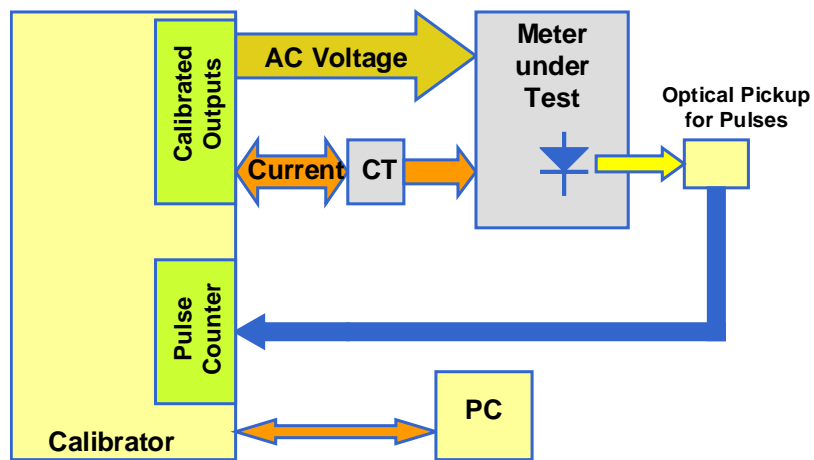 Calibrated
Outputs
AC Voltage
Meter
under
Test
Optical Pickup
for Pulses
Current
CT
Pulse
Counter
PC
Calibrator